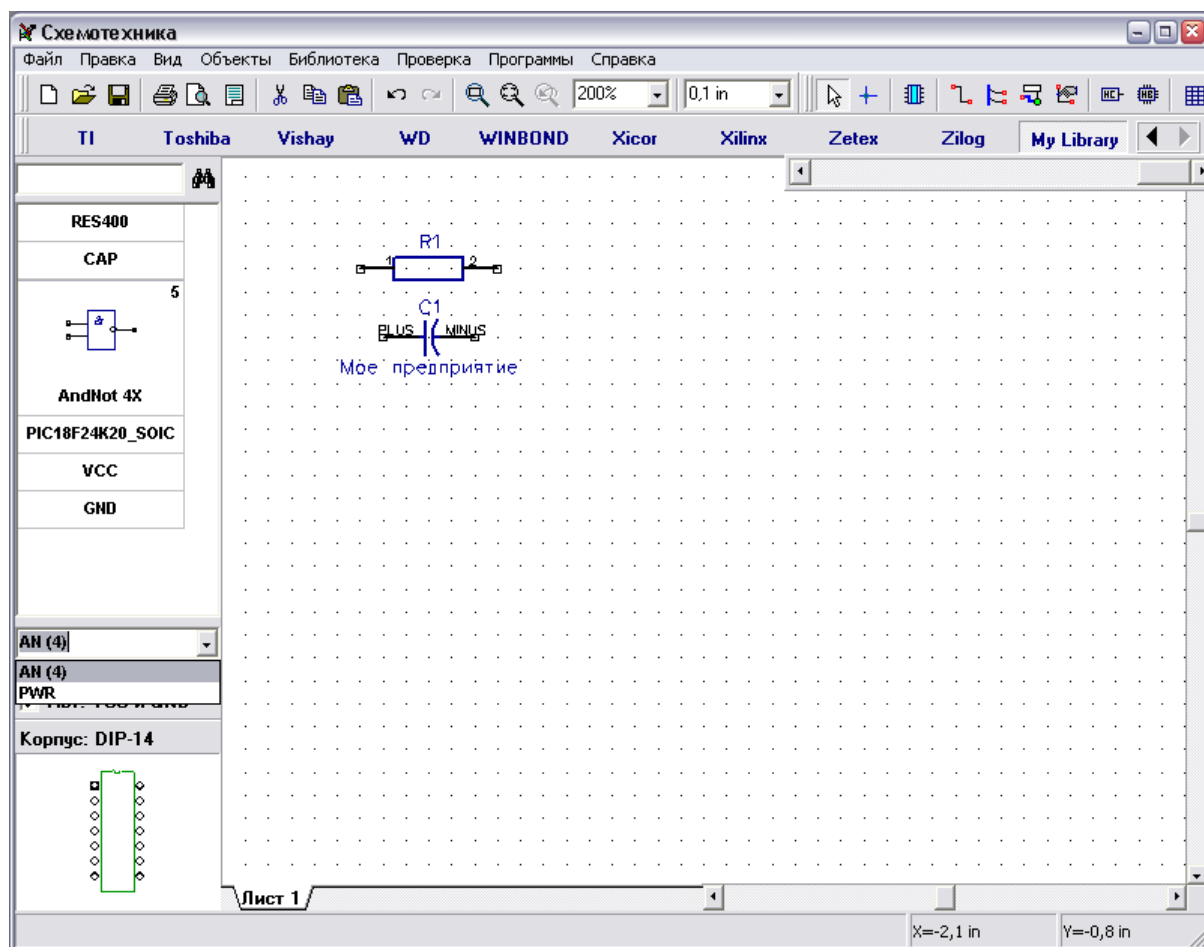 Схемотехника
Файл Правка Вид Объекты Библиотека Проверка Программы Справка
200% 0,1 in
TI Toshiba Vishay WD WINBOND Xicor Xilinx Zetex Zilog My Library
RES400
CAP
5
&
AndNot 4X
PIC18F24K20_SOIC
VCC
GND
AN (4)
AN (4)
PWR
Корпус: DIP-14
R1
1 2
C1
PLUS MINUS
Мое предприятие
Лист 1
X=-2,1 in Y=-0,8 in